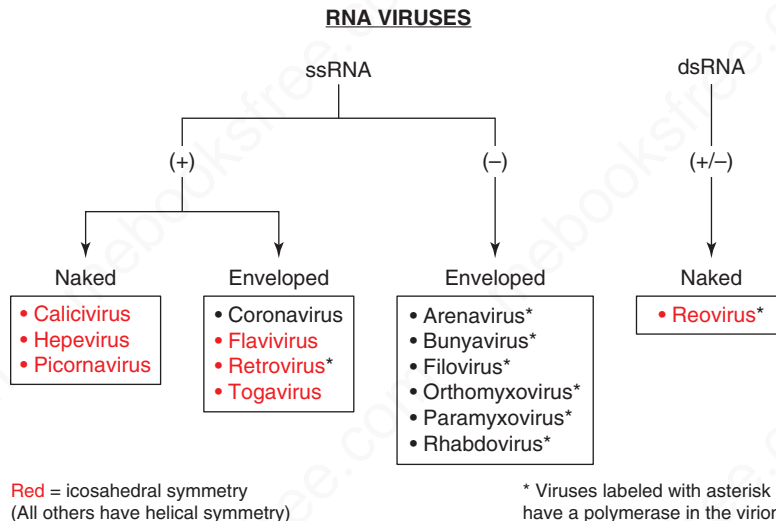 RNA VIRUSES
ssRNA
dsRNA
(+)
(–)
(+/–)
Naked
• Calicivirus
• Hepevirus
• Picornavirus
Enveloped
• Coronavirus
• Flavivirus
• Retrovirus*
• Togavirus
Enveloped
• Arenavirus*
• Bunyavirus*
• Filovirus*
• Orthomyxovirus*
• Paramyxovirus*
• Rhabdovirus*
Naked
• Reovirus*
Red = icosahedral symmetry
(All others have helical symmetry)
* Viruses labeled with asterisk
have a polymerase in the virion